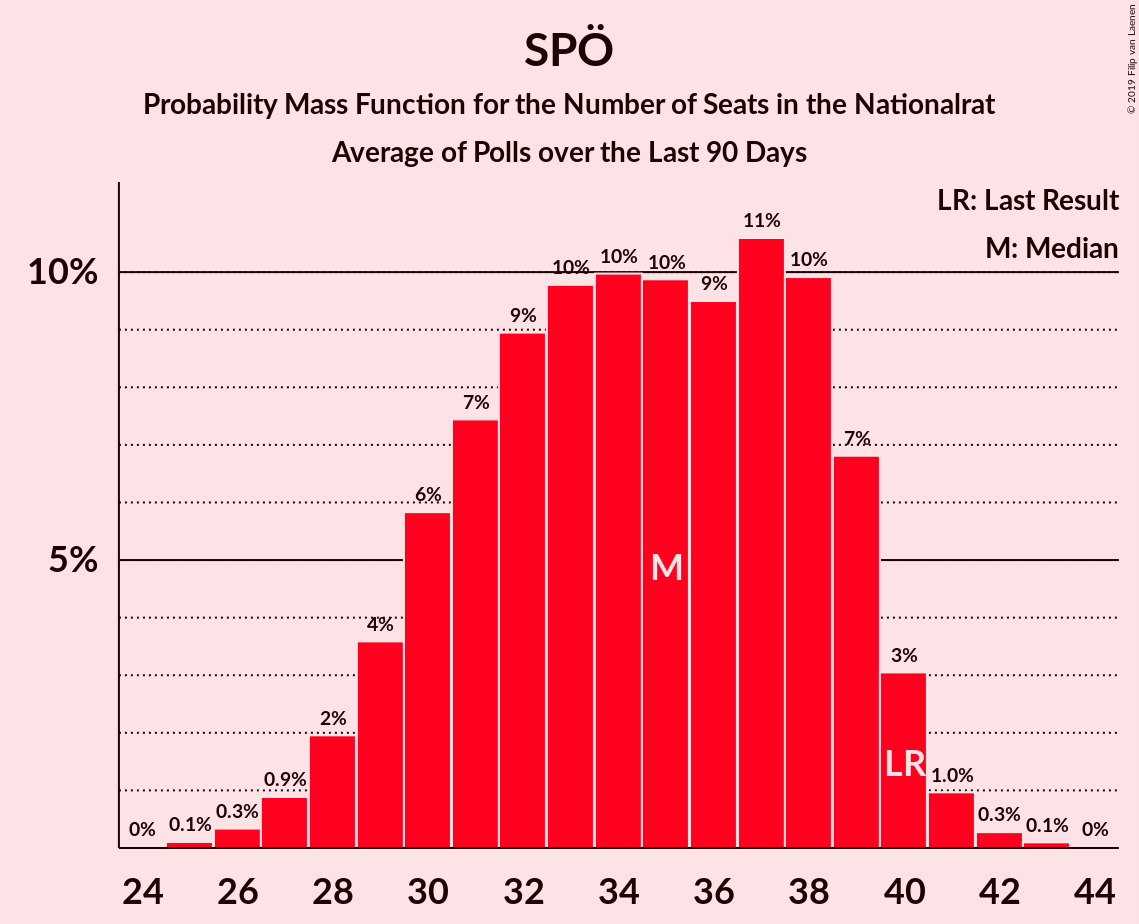 SPÖ
Probability Mass Function for the Number of Seats in the Nationalrat
Average of Polls over the Last 90 Days
© 2019 Filip van Laenen
LR: Last Result
M: Median
10%
5%
0%
0.1%
0.3%
0.9%
2%
4%
6%
7%
9%
10%
10%
10%
9%
11%
10%
7%
3%
1.0%
0.3%
0.1%
0%
M
LR
24 26 28 30 32 34 36 38 40 42 44